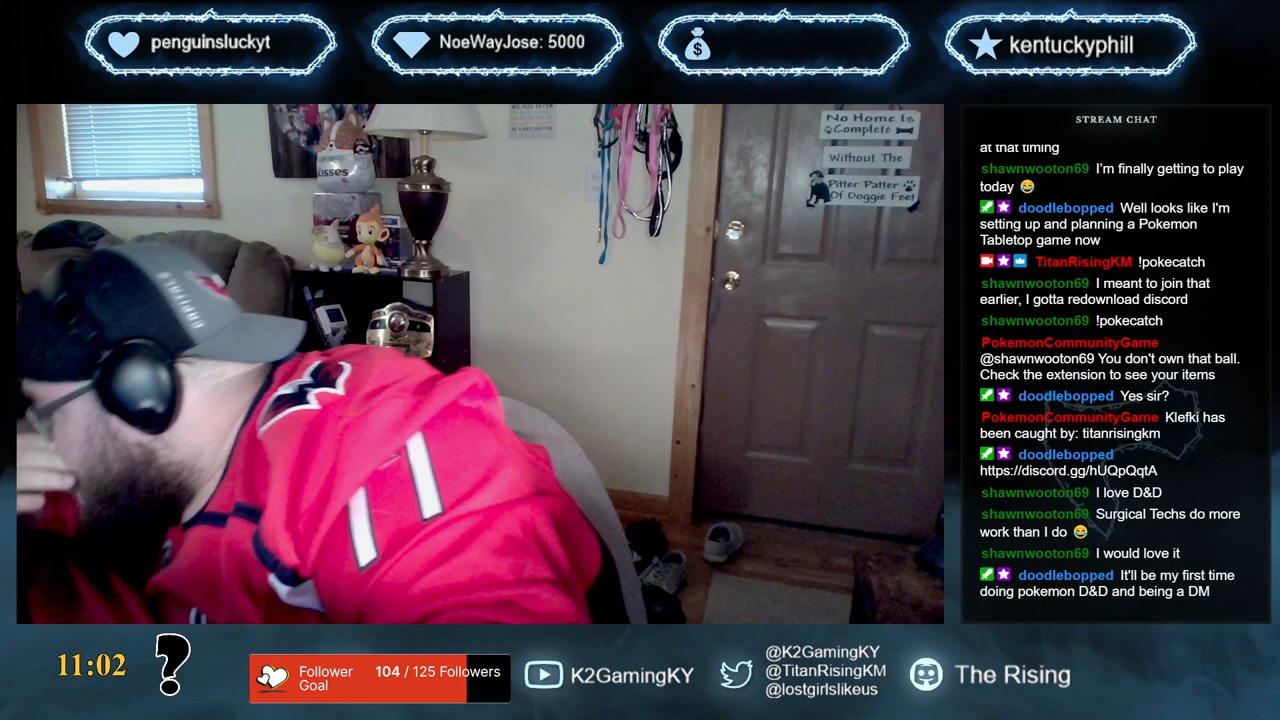 penguinsluckyt
NoeWayJose: 5000
kentuckyphill
No Home Is
Complete
Without The
Pitter Patter
Of Doggie Feet
Kisses
CAPITALS
11
STREAM CHAT
at that timing
shawnwooton69 I'm finally getting to play
today 😂
doodlebopped Well looks like I'm
setting up and planning a Pokemon
Tabletop game now
TitanRisingKM !pokecatch
shawnwooton69 I meant to join that
earlier, I gotta redownload discord
shawnwooton69 !pokecatch
PokemonCommunityGame
@shawnwooton69 You don't own that ball.
Check the extension to see your items
doodlebopped Yes sir?
PokemonCommunityGame Klefki has
been caught by: titanrisingkm
doodlebopped
https://discord.gg/hUQpQqtA
shawnwooton69 I love D&D
shawnwooton69 Surgical Techs do more
work than I do 😂
shawnwooton69 I would love it
doodlebopped It'll be my first time
doing pokemon D&D and being a DM
11:02
?
Follower
Goal
104 / 125 Followers
K2GamingKY
@K2GamingKY
@TitanRisingKM
@lostgirlslikeus
The Rising